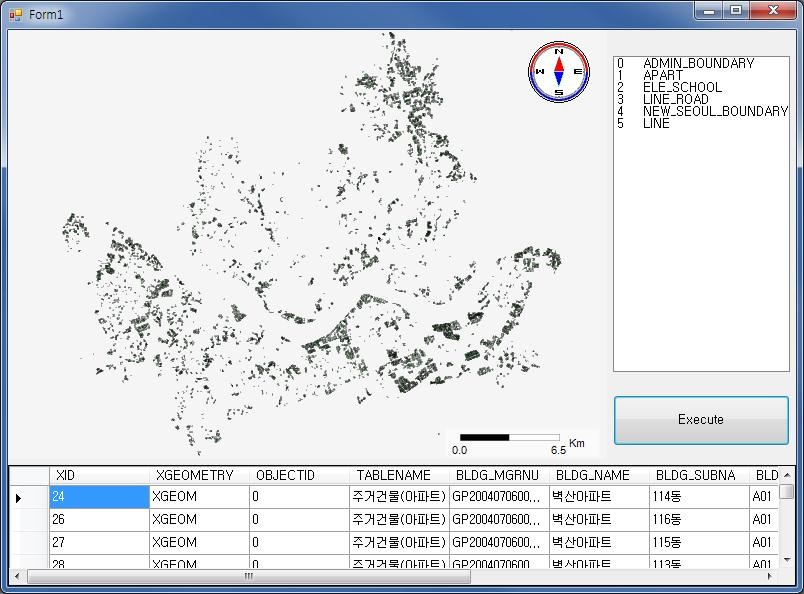 Form1
N
W E
S
0 ADMIN_BOUNDARY
1 APART
2 ELE_SCHOOL
3 LINE_ROAD
4 NEW_SEOUL_BOUNDARY
5 LINE
Execute
0.0 6.5 Km
XID XGEOMETRY OBJECTID TABLENAME BLDG_MGRNU BLDG_NAME BLDG_SUBNA BLD
24 XGEOM 0 주거건물(아파트) GP2004070600... 벽산아파트 114동 A01
26 XGEOM 0 주거건물(아파트) GP2004070600... 벽산아파트 116동 A01
27 XGEOM 0 주거건물(아파트) GP2004070600... 벽산아파트 115동 A01
28 XGEOM 0 주거건물(아파트) GP2004070600... 벽산아파트 113동 A01